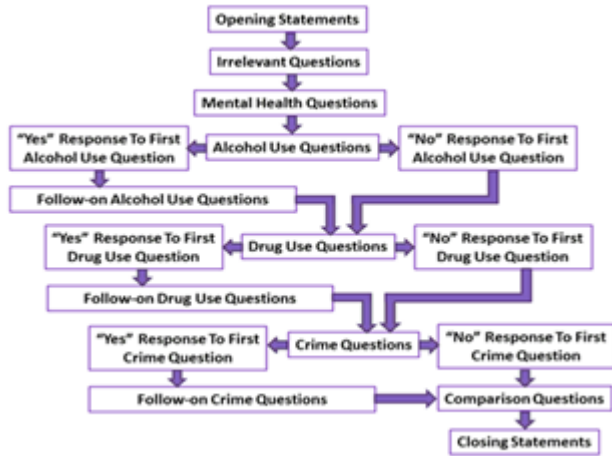 Opening Statements
Irrelevant Questions
Mental Health Questions
"Yes" Response To First
Alcohol Use Question
Alcohol Use Questions
"No" Response To First
Alcohol Use Question
Follow-on Alcohol Use Questions
"Yes" Response To First
Drug Use Question
Drug Use Questions
"No" Response To First
Drug Use Question
Follow-on Drug Use Questions
"Yes" Response To First
Crime Question
Crime Questions
"No" Response To First
Crime Question
Follow-on Crime Questions
Comparison Questions
Closing Statements